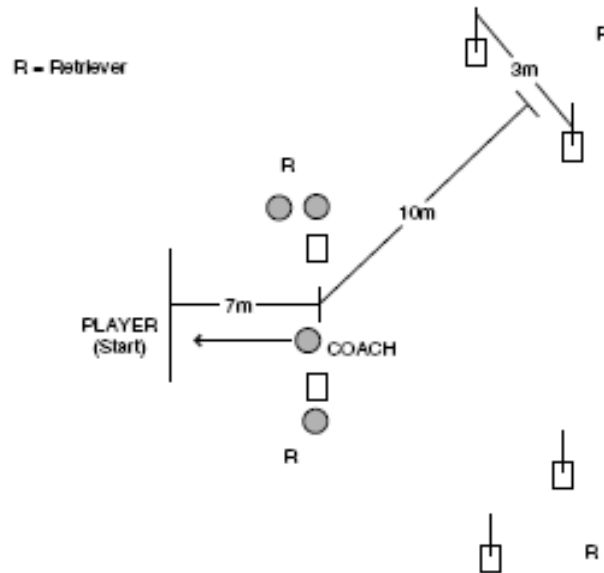 R
R = Retriever
3m
R
10m
7m
PLAYER
(Start)
COACH
R
R